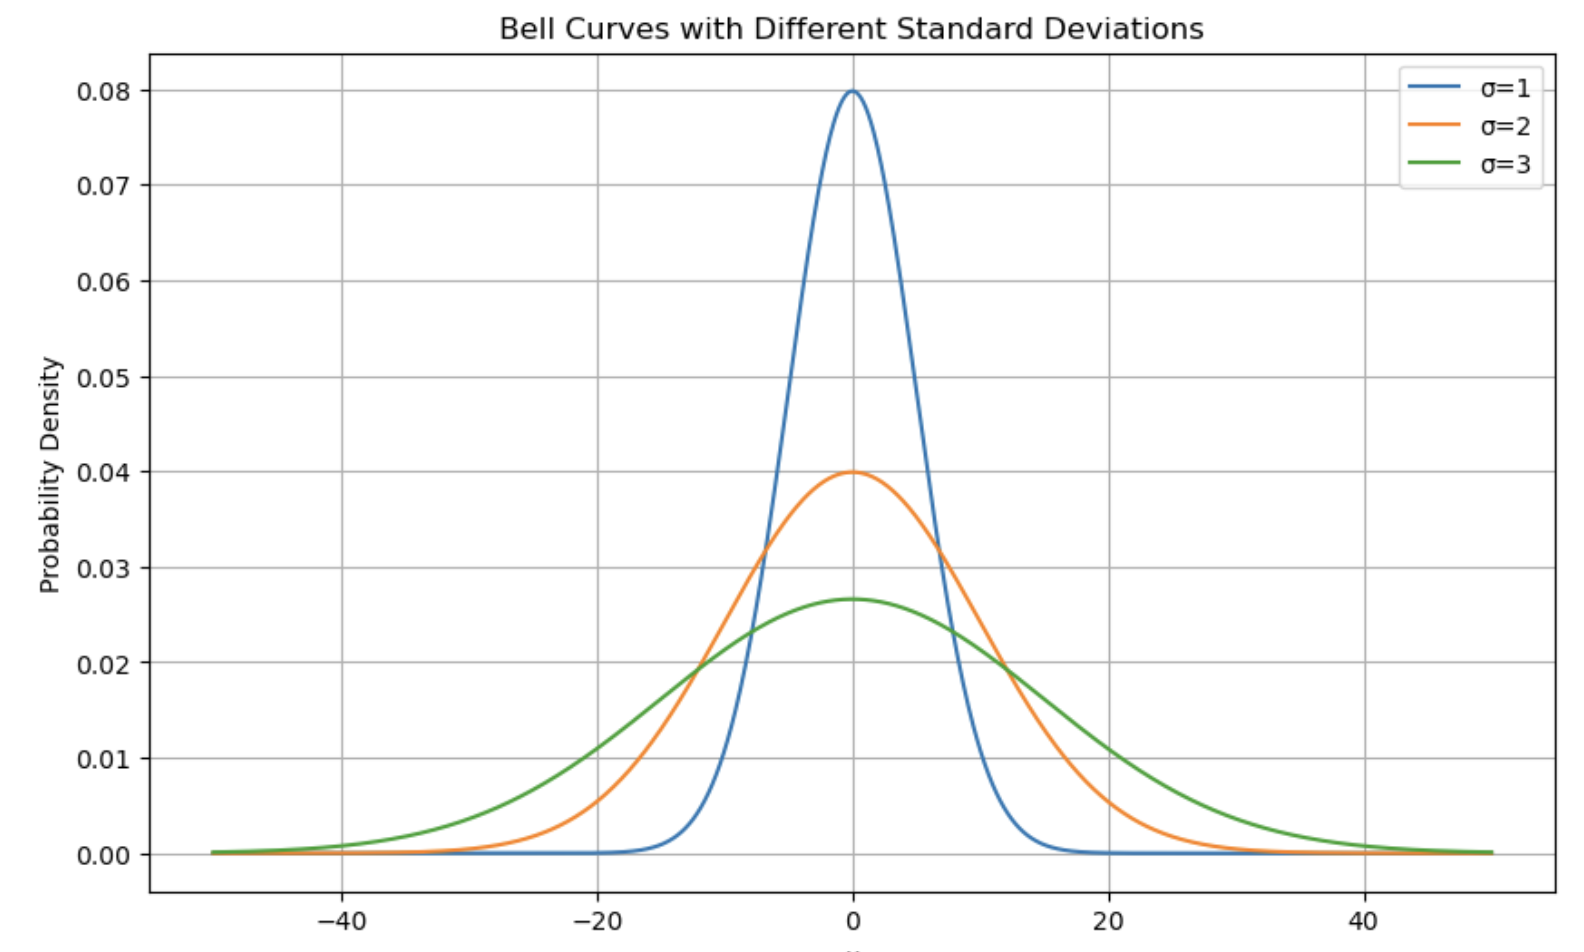 Bell Curves with Different Standard Deviations
σ=1
σ=2
σ=3
Probability Density
0.08
0.07
0.06
0.05
0.04
0.03
0.02
0.01
0.00
−40
−20
0
20
40